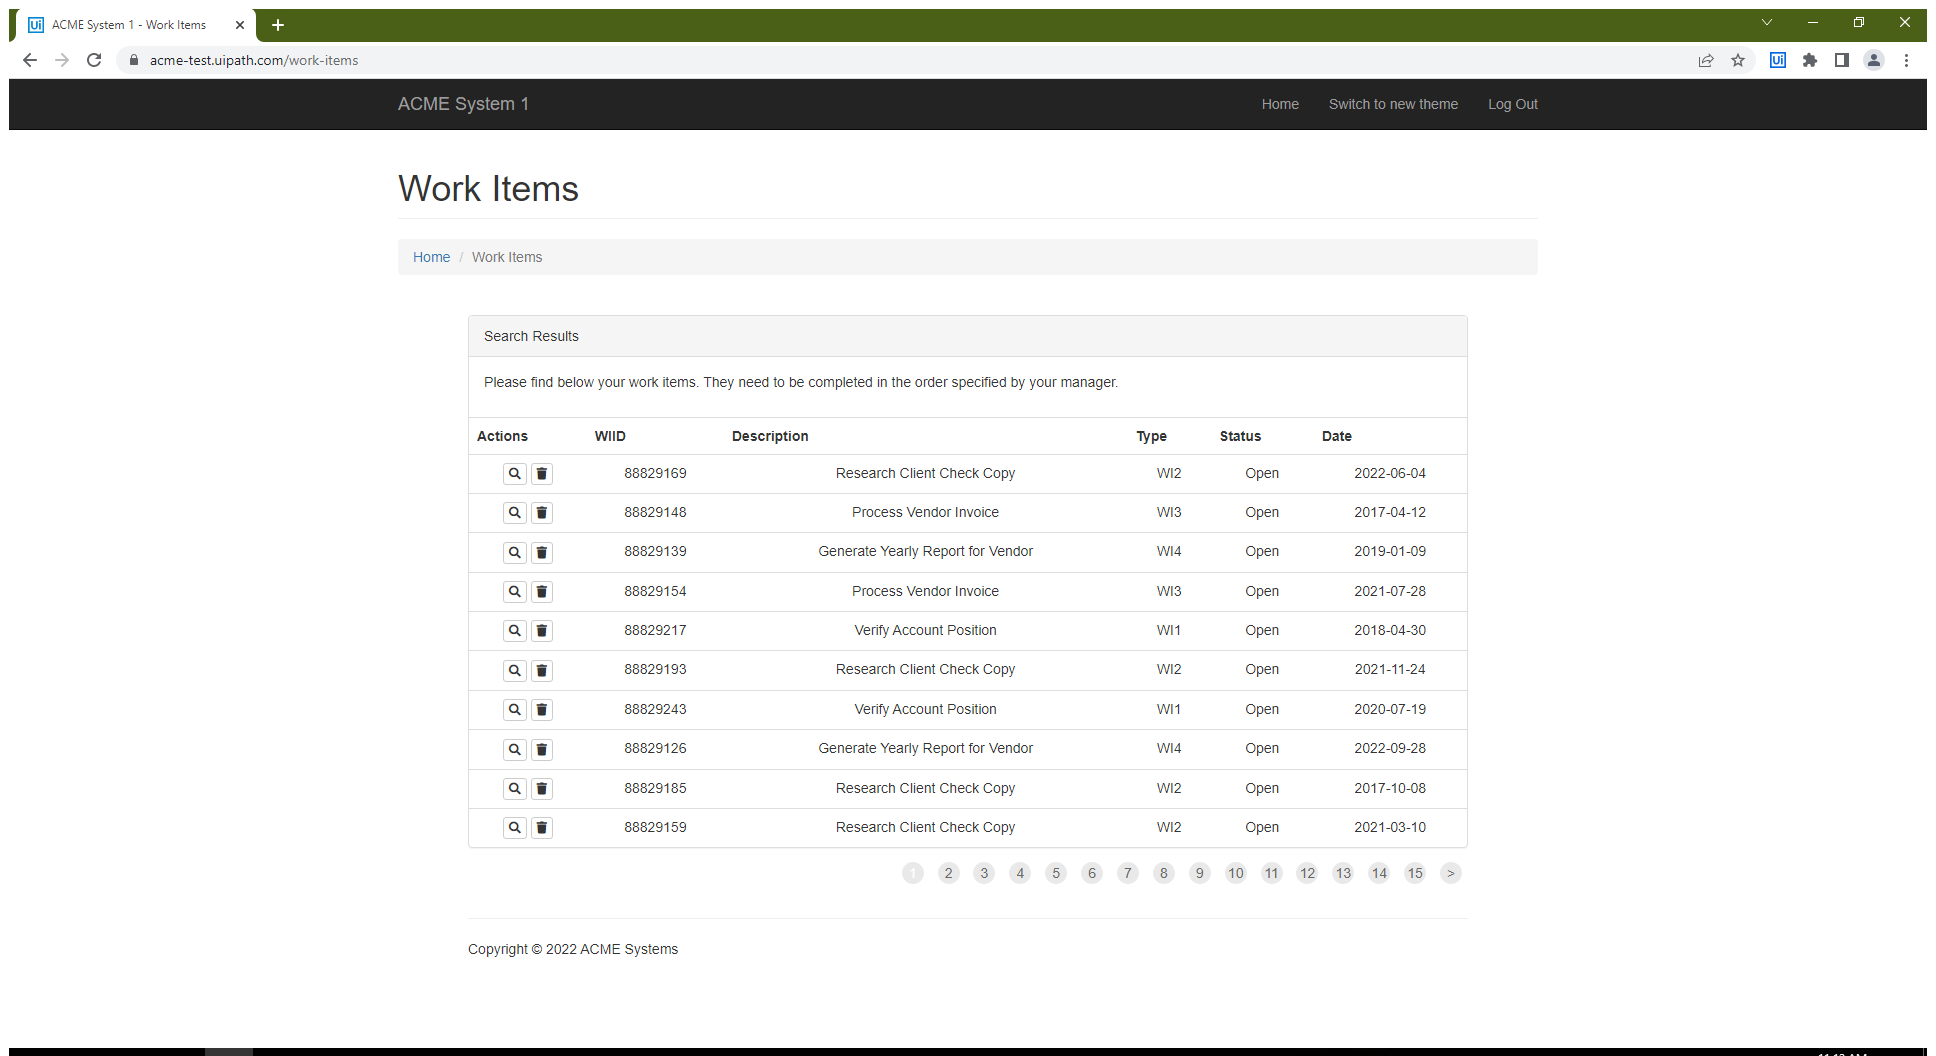 ACME System 1 - Work Items
acme-test.uipath.com/work-items
ACME System 1 Home Switch to new theme Log Out
Work Items
Home / Work Items
Search Results
Please find below your work items. They need to be completed in the order specified by your manager.
Actions WIID Description Type Status Date
88829169 Research Client Check Copy WI2 Open 2022-06-04
88829148 Process Vendor Invoice WI3 Open 2017-04-12
88829139 Generate Yearly Report for Vendor WI4 Open 2019-01-09
88829154 Process Vendor Invoice WI3 Open 2021-07-28
88829217 Verify Account Position WI1 Open 2018-04-30
88829193 Research Client Check Copy WI2 Open 2021-11-24
88829243 Verify Account Position WI1 Open 2020-07-19
88829126 Generate Yearly Report for Vendor WI4 Open 2022-09-28
88829185 Research Client Check Copy WI2 Open 2017-10-08
88829159 Research Client Check Copy WI2 Open 2021-03-10
1 2 3 4 5 6 7 8 9 10 11 12 13 14 15 >
Copyright © 2022 ACME Systems